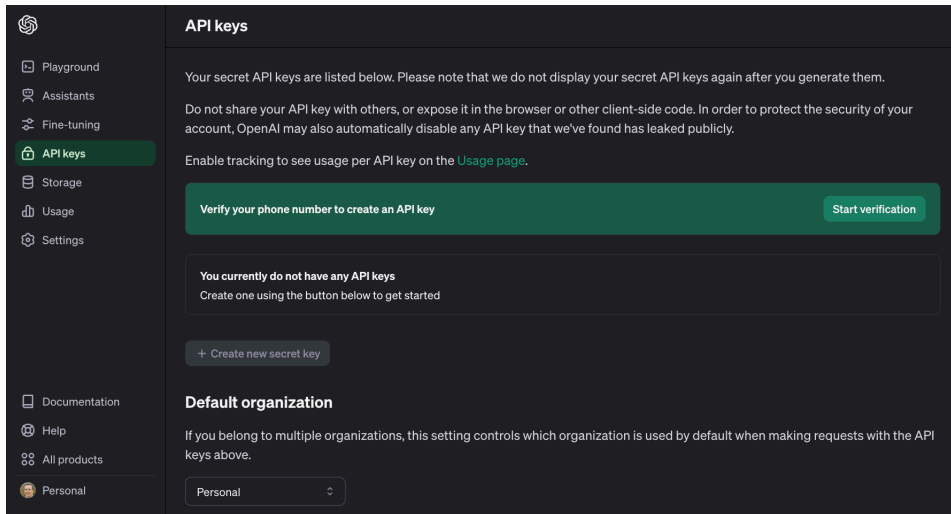 API keys
Playground
Assistants
Fine-tuning
API keys
Storage
Usage
Settings
Documentation
Help
All products
Personal
Your secret API keys are listed below. Please note that we do not display your secret API keys again after you generate them.
Do not share your API key with others, or expose it in the browser or other client-side code. In order to protect the security of your
account, OpenAI may also automatically disable any API key that we've found has leaked publicly.
Enable tracking to see usage per API key on the Usage page.
Verify your phone number to create an API key
Start verification
You currently do not have any API keys
Create one using the button below to get started
+ Create new secret key
Default organization
If you belong to multiple organizations, this setting controls which organization is used by default when making requests with the API
keys above.
Personal